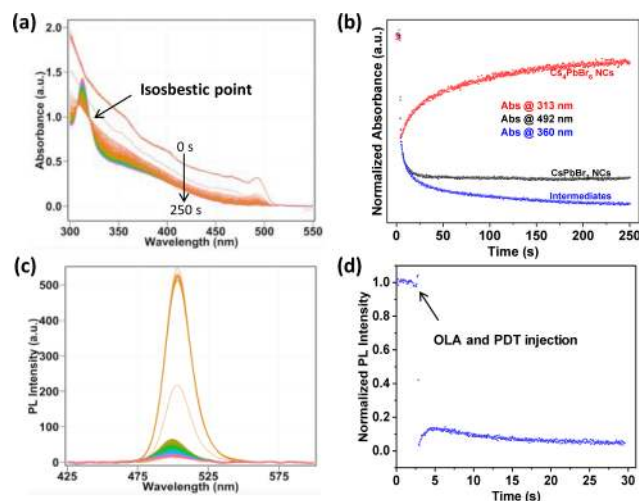 (a)
Isosbestic point
0 s
250 s
Absorbance (a.u.)
2.0
1.5
1.0
0.5
0.0
300 350 400 450 500 550
Wavelength (nm)
(b)
Normalized Absorbance (a.u.)
Cs4PbBr6 NCs
Abs @ 313 nm
Abs @ 492 nm
Abs @ 360 nm
CsPbBr3 NCs
Intermediates
0 50 100 150 200 250
Time (s)
(c)
PL Intensity (a.u.)
500
400
300
200
100
0
425 475 525 575
Wavelength (nm)
(d)
Normalized PL Intensity
1.0
0.8
0.6
0.4
0.2
0.0
OLA and PDT injection
0 5 10 15 20 25 30
Time (s)